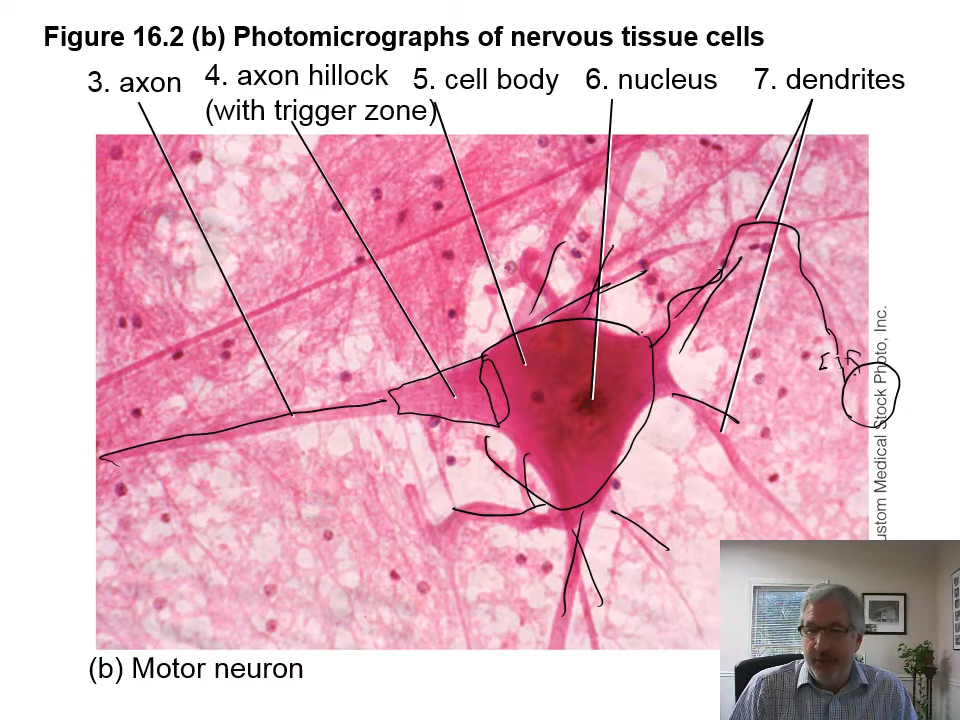 Figure 16.2 (b) Photomicrographs of nervous tissue cells
3. axon
4. axon hillock
(with trigger zone)
5. cell body
6. nucleus
7. dendrites
ustom Medical Stock Photo, Inc.
(b) Motor neuron